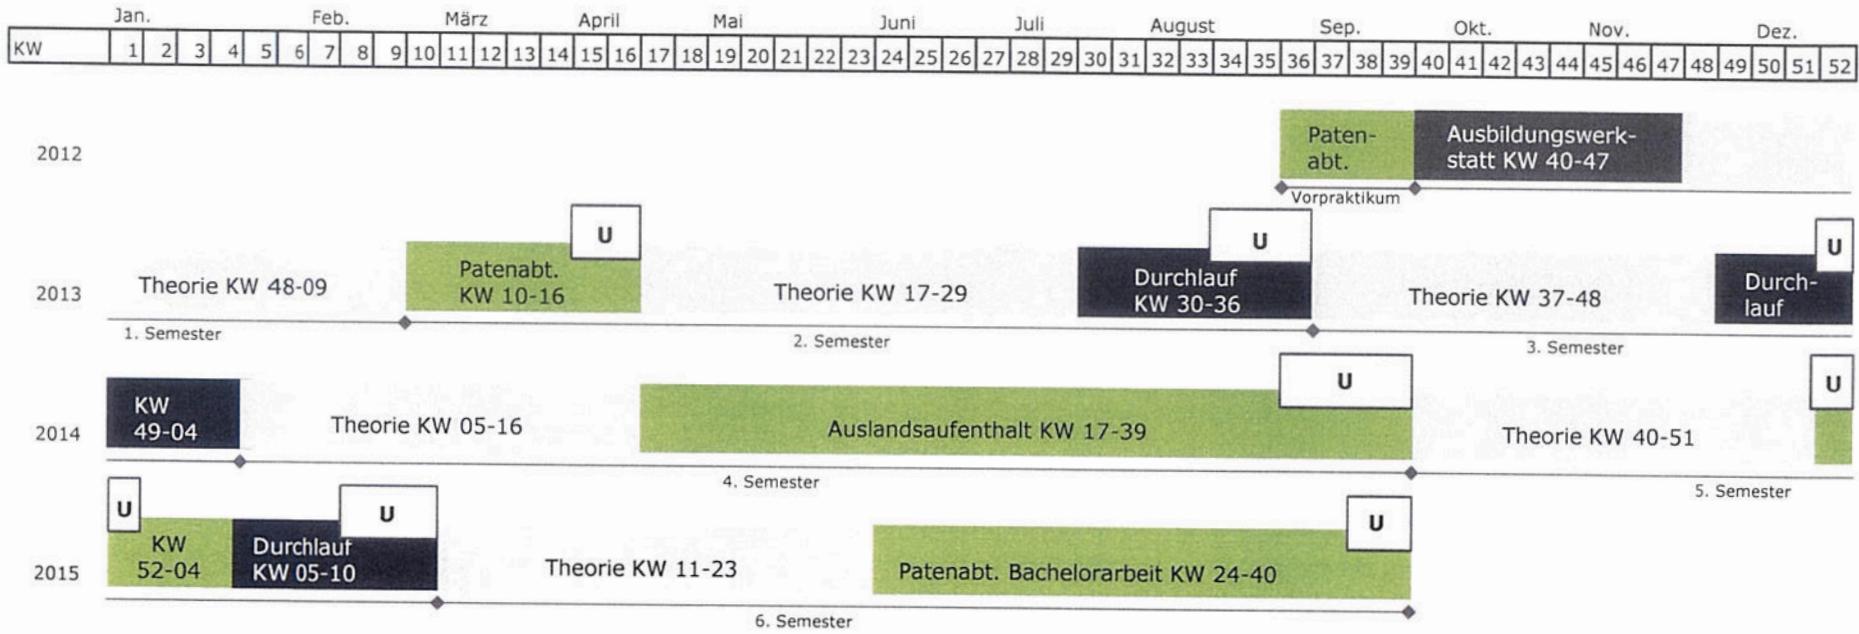 Jan. Feb. März April Mai Juni Juli August Sep. Okt. Nov. Dez.
KW 1 2 3 4 5 6 7 8 9 10 11 12 13 14 15 16 17 18 19 20 21 22 23 24 25 26 27 28 29 30 31 32 33 34 35 36 37 38 39 40 41 42 43 44 45 46 47 48 49 50 51 52
2012
Paten-
abt.
Ausbildungswerk-
statt KW 40-47
Vorpraktikum
2013
Theorie KW 48-09
Patenabt.
KW 10-16
U
Theorie KW 17-29
Durchlauf
KW 30-36
U
Theorie KW 37-48
Durch-
lauf
U
1. Semester
2. Semester
3. Semester
2014
KW
49-04
Theorie KW 05-16
Auslandsaufenthalt KW 17-39
U
Theorie KW 40-51
U
4. Semester
5. Semester
2015
U
KW
52-04
Durchlauf
KW 05-10
U
Theorie KW 11-23
Patenabt. Bachelorarbeit KW 24-40
U
6. Semester